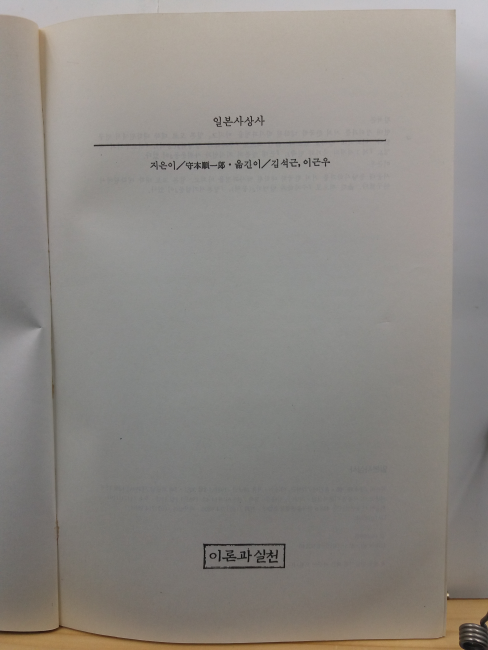 일본사상사
지은이/守本順一郎・옮긴이/김석근, 이근우
이론과실천